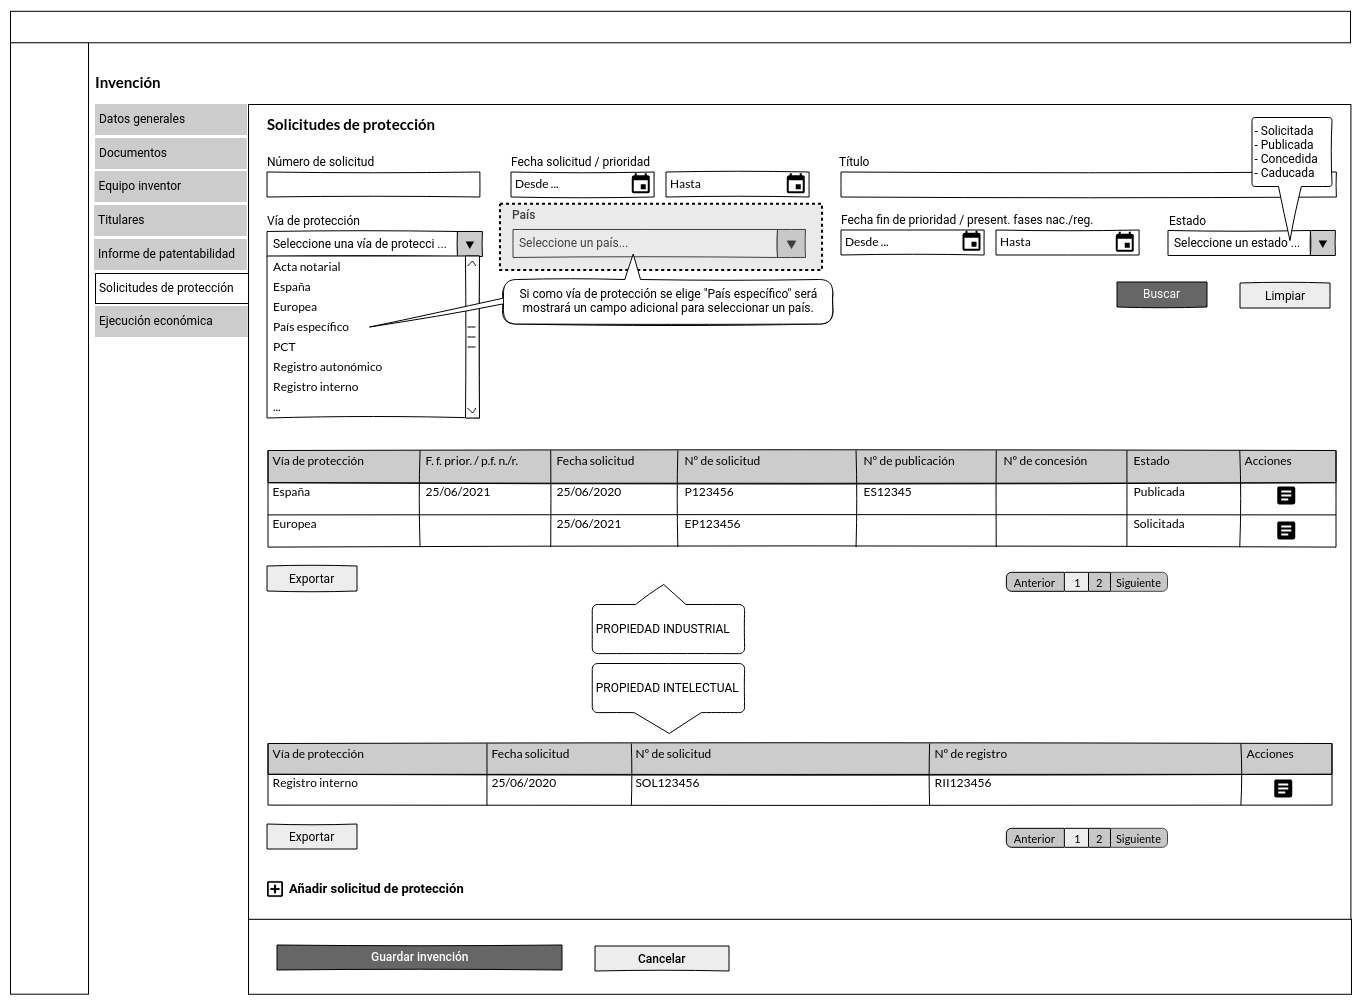 Invención
Datos generales
Documentos
Equipo inventor
Titulares
Informe de patentabilidad
Solicitudes de protección
Ejecución económica
Solicitudes de protección
Número de solicitud
Fecha solicitud / prioridad
Desde ...
Hasta
Título
- Solicitada
- Publicada
- Concedida
- Caducada
Vía de protección
Seleccione una vía de protecci ...
Acta notarial
España
Europea
País específico
PCT
Registro autonómico
Registro interno
...
País
Seleccione un país...
Si como vía de protección se elige "País específico" será
mostrará un campo adicional para seleccionar un país.
Fecha fin de prioridad / present. fases nac./reg.
Desde ...
Hasta
Estado
Seleccione un estado ...
Buscar
Limpiar
Vía de protección F. f. prior. / p.f. n./r. Fecha solicitud Nº de solicitud Nº de publicación Nº de concesión Estado Acciones
España 25/06/2021 25/06/2020 P123456 ES12345 Publicada
Europea 25/06/2021 EP123456 Solicitada
Exportar
Anterior 1 2 Siguiente
PROPIEDAD INDUSTRIAL
PROPIEDAD INTELECTUAL
Vía de protección Fecha solicitud Nº de solicitud Nº de registro Acciones
Registro interno 25/06/2020 SOL123456 RII123456
Exportar
Anterior 1 2 Siguiente
Añadir solicitud de protección
Guardar invención
Cancelar